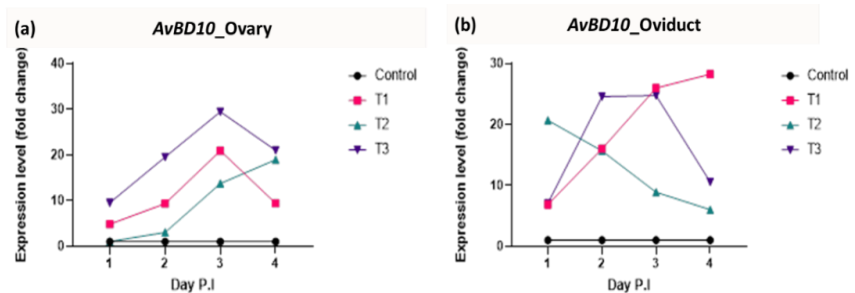 (a) AvBD10_Ovary
Expression level (fold change)
40
30
20
10
0
1 2 3 4
Day P.I
Control
T1
T2
T3
(b) AvBD10_Oviduct
Expression level (fold change)
30
20
10
0
1 2 3 4
Day P.I
Control
T1
T2
T3